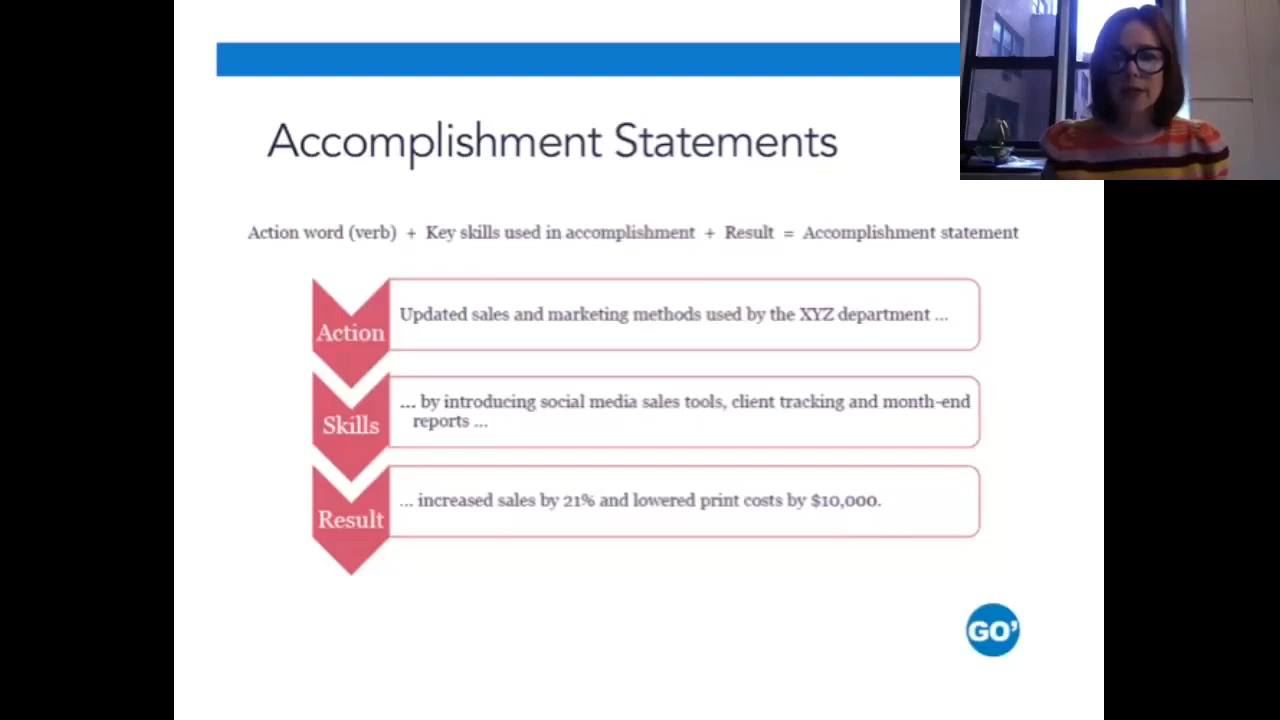 Accomplishment Statements
Action word (verb) + Key skills used in accomplishment + Result = Accomplishment statement
Action
Updated sales and marketing methods used by the XYZ department ...
Skills
... by introducing social media sales tools, client tracking and month-end
reports ...
Result
... increased sales by 21% and lowered print costs by $10,000.
GO’